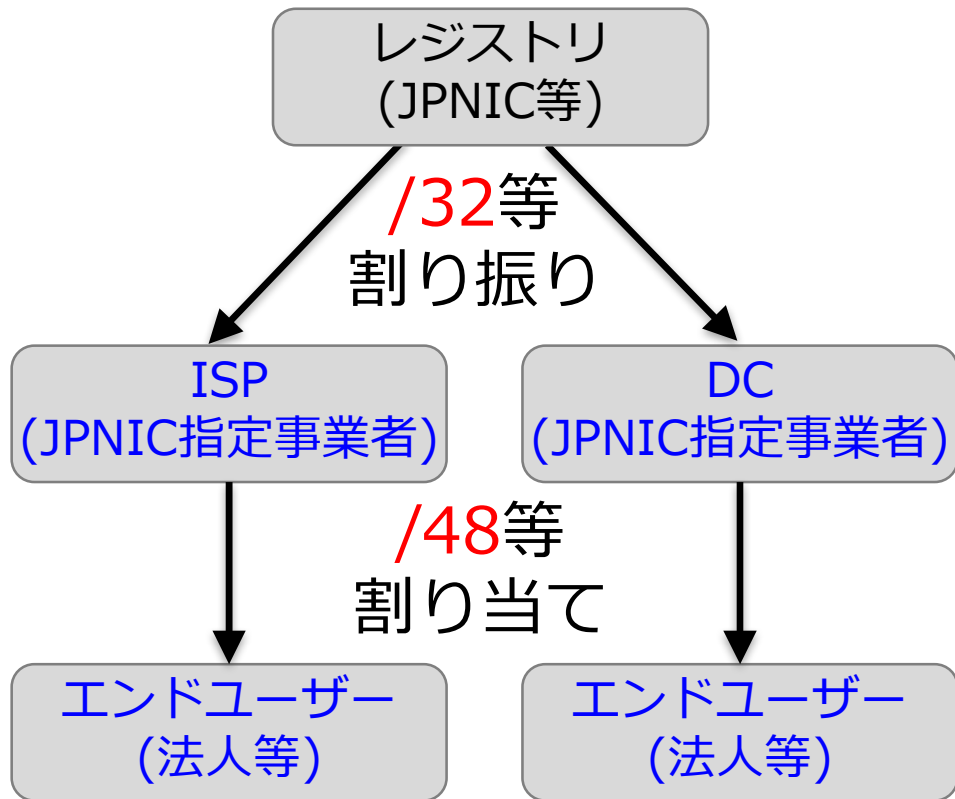 レジストリ
(JPNIC等)
/32等
割り振り
ISP
(JPNIC指定事業者)
DC
(JPNIC指定事業者)
/48等
割り当て
エンドユーザー
(法人等)
エンドユーザー
(法人等)